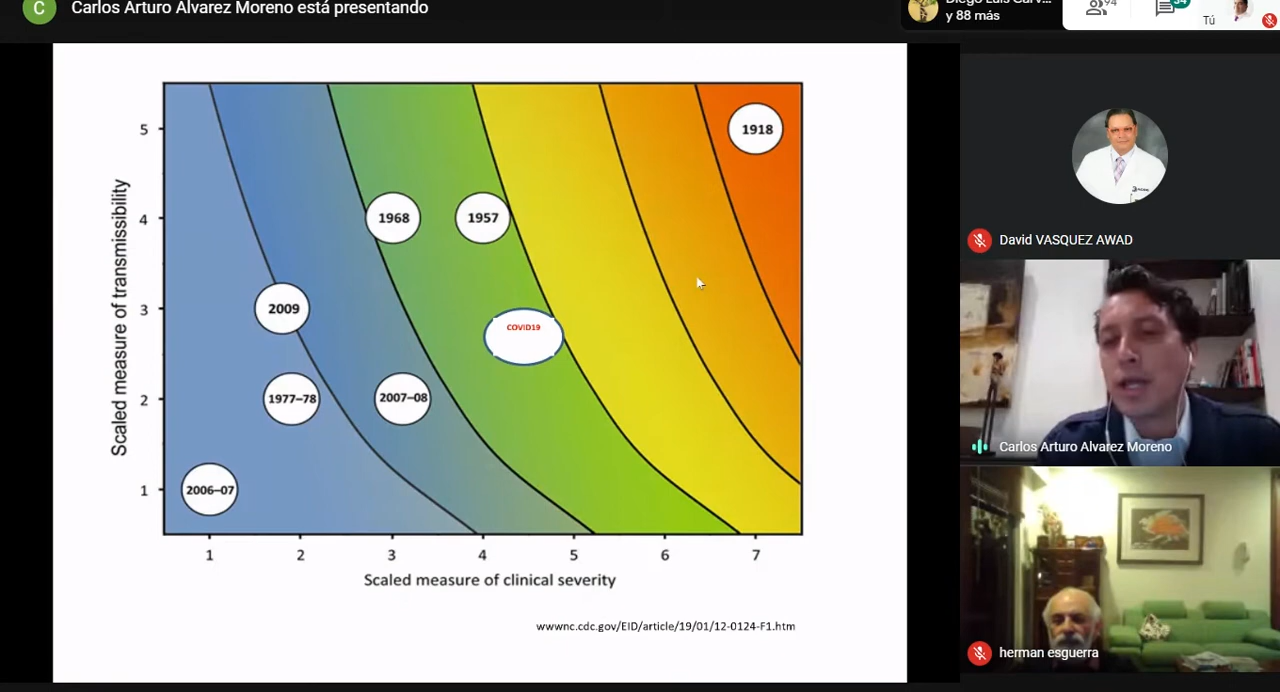 C
Carlos Arturo Alvarez Moreno está presentando
y 88 más
94
34
Tú
Scaled measure of transmissibility
5
4
3
2
1
1918
1968
1957
2009
COVID19
1977–78
2007–08
2006–07
1
2
3
4
5
6
7
Scaled measure of clinical severity
wwwnc.cdc.gov/EID/article/19/01/12-0124-F1.htm
David VASQUEZ AWAD
Carlos Arturo Alvarez Moreno
herman esguerra